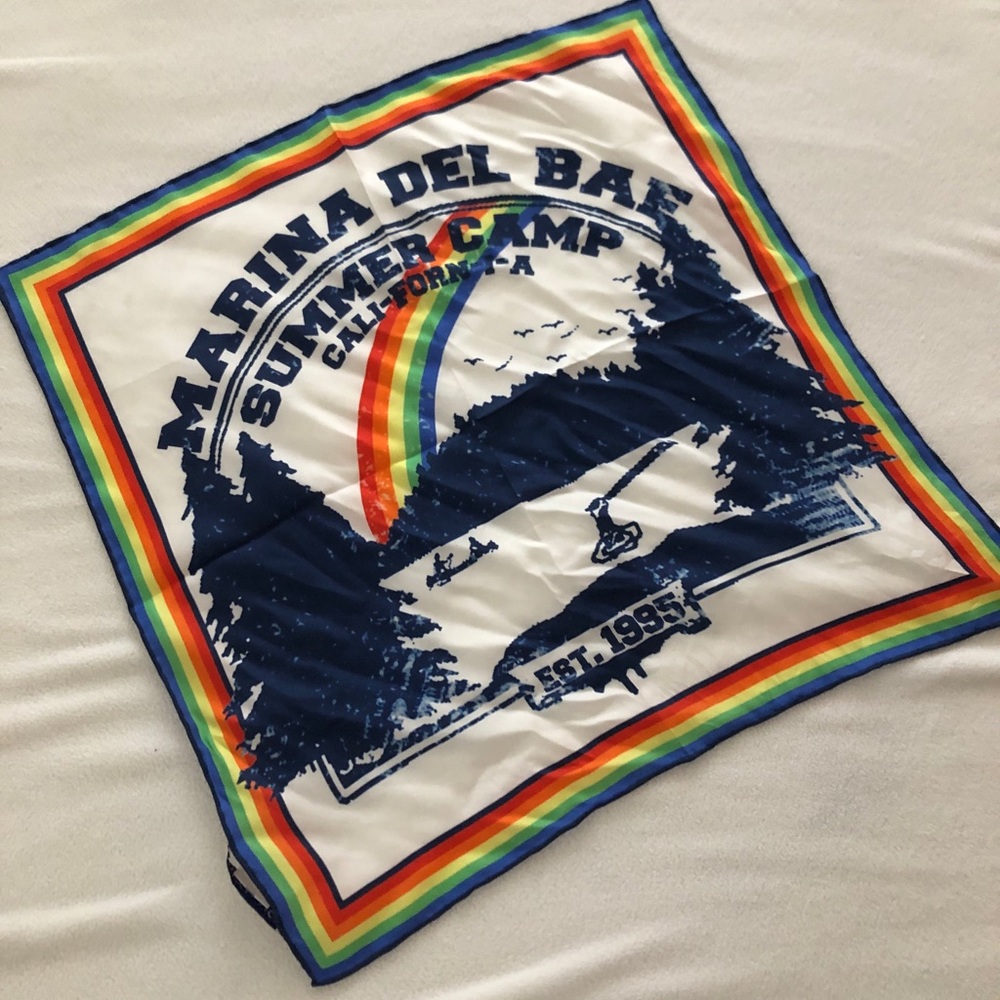 MARINA DEL BAE
SUMMER CAMP
CALI-FORN-I-A
EST. 1995